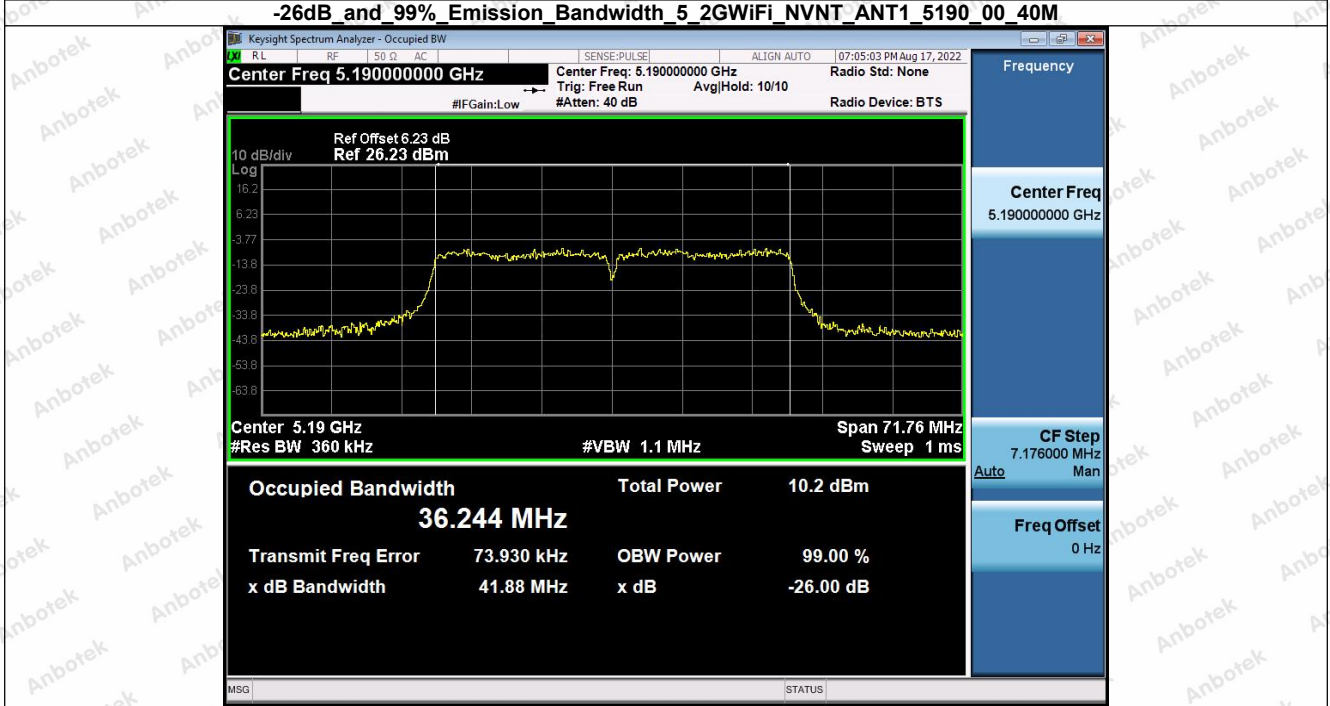 -26dB_and_99%_Emission_Bandwidth_5_2GWiFi_NVNT_ANT1_5190_00_40M
Keysight Spectrum Analyzer - Occupied BW
LXI RL RF 50 Ω AC SENSE:PULSE ALIGN AUTO 07:05:03 PM Aug 17, 2022
Center Freq 5.190000000 GHz
Center Freq: 5.190000000 GHz Radio Std: None
Trig: Free Run Avg|Hold: 10/10
#IFGain:Low #Atten: 40 dB Radio Device: BTS
Ref Offset 6.23 dB
10 dB/div Ref 26.23 dBm
Log
16.2
6.23
-3.77
-13.8
-23.8
-33.8
-43.8
-53.8
-63.8
Center 5.19 GHz Span 71.76 MHz
#Res BW 360 kHz #VBW 1.1 MHz Sweep 1 ms
Occupied Bandwidth Total Power 10.2 dBm
36.244 MHz
Transmit Freq Error 73.930 kHz OBW Power 99.00 %
x dB Bandwidth 41.88 MHz x dB -26.00 dB
MSG STATUS
Frequency
Center Freq
5.190000000 GHz
CF Step
7.176000 MHz
Auto Man
Freq Offset
0 Hz
Anbotek